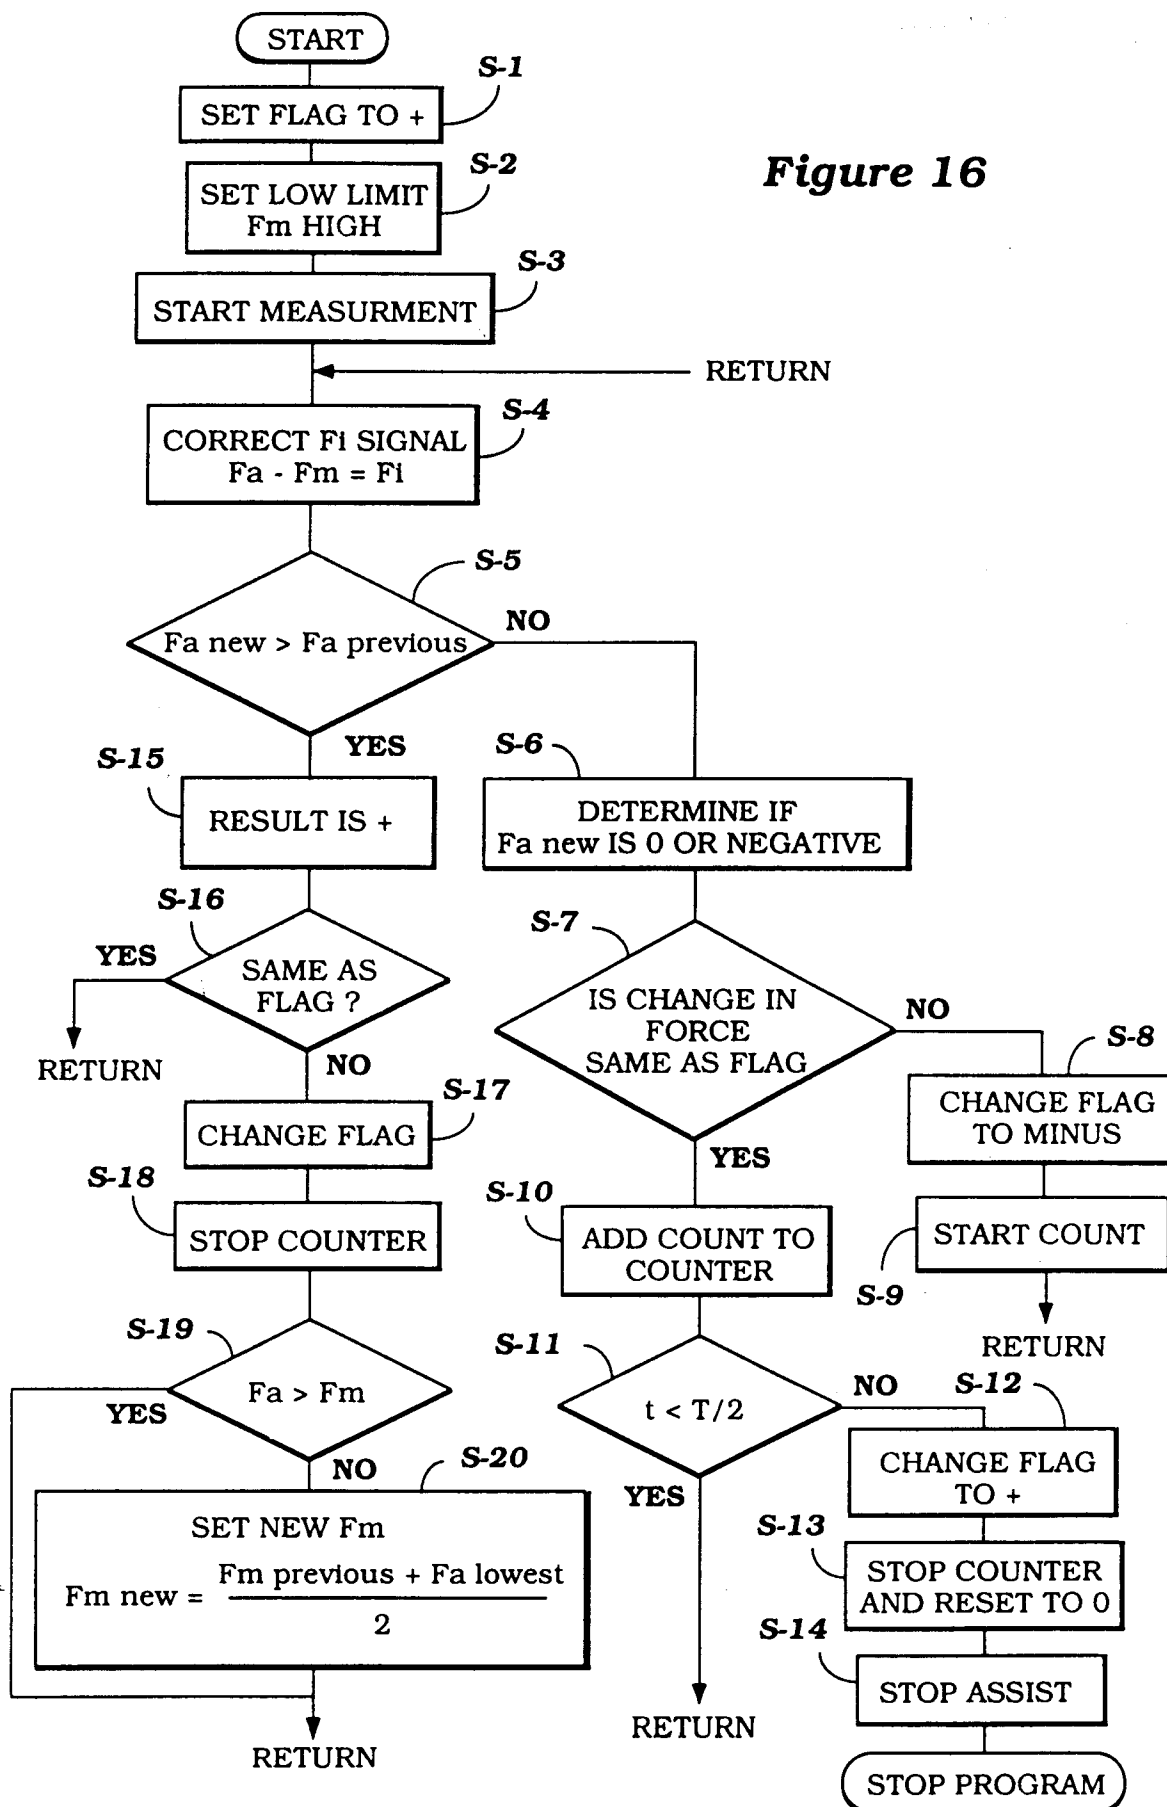 START
S-1
SET FLAG TO +
Figure 16
S-2
SET LOW LIMIT
Fm HIGH
S-3
START MEASURMENT
RETURN
S-4
CORRECT Fi SIGNAL
Fa - Fm = Fi
S-5
Fa new > Fa previous
NO
YES
S-15
RESULT IS +
S-6
DETERMINE IF
Fa new IS 0 OR NEGATIVE
S-16
YES
SAME AS
FLAG ?
RETURN
NO
S-7
IS CHANGE IN
FORCE
SAME AS FLAG
NO
YES
S-8
CHANGE FLAG
TO MINUS
S-17
CHANGE FLAG
S-18
STOP COUNTER
S-10
ADD COUNT TO
COUNTER
START COUNT
S-9
RETURN
S-19
Fa > Fm
YES
NO
S-11
t < T/2
NO
YES
S-12
CHANGE FLAG
TO +
S-20
SET NEW Fm
Fm new = Fm previous + Fa lowest
2
RETURN
RETURN
S-13
STOP COUNTER
AND RESET TO 0
S-14
STOP ASSIST
STOP PROGRAM